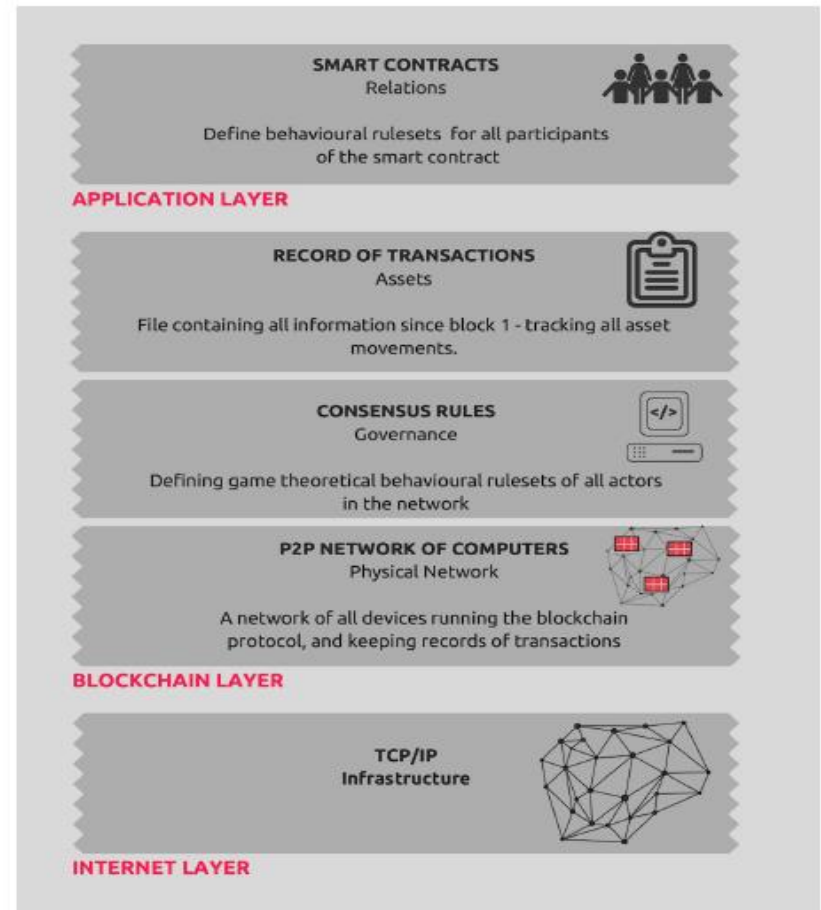 SMART CONTRACTS
Relations
Define behavioural rulesets for all participants
of the smart contract
APPLICATION LAYER
RECORD OF TRANSACTIONS
Assets
File containing all information since block 1 - tracking all asset
movements.
CONSENSUS RULES
</>
Governance
Defining game theoretical behavioural rulesets of all actors
in the network
P2P NETWORK OF COMPUTERS
Physical Network
A network of all devices running the blockchain
protocol, and keeping records of transactions
BLOCKCHAIN LAYER
TCP/IP
Infrastructure
INTERNET LAYER